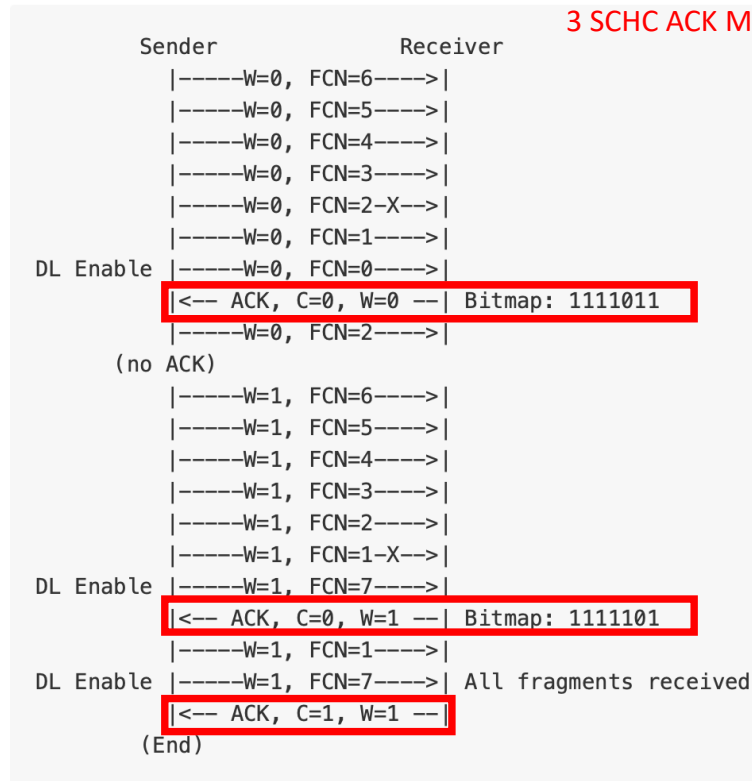 3 SCHC ACK M
Sender Receiver
|-----W=0, FCN=6---->|
|-----W=0, FCN=5---->|
|-----W=0, FCN=4---->|
|-----W=0, FCN=3---->|
|-----W=0, FCN=2-X-->|
|-----W=0, FCN=1---->|
DL Enable |-----W=0, FCN=0---->|
|<-- ACK, C=0, W=0 --| Bitmap: 1111011
|-----W=0, FCN=2---->|
(no ACK)
|-----W=1, FCN=6---->|
|-----W=1, FCN=5---->|
|-----W=1, FCN=4---->|
|-----W=1, FCN=3---->|
|-----W=1, FCN=2---->|
|-----W=1, FCN=1-X-->|
DL Enable |-----W=1, FCN=7---->|
|<-- ACK, C=0, W=1 --| Bitmap: 1111101
|-----W=1, FCN=1---->|
DL Enable |-----W=1, FCN=7---->| All fragments received
|<-- ACK, C=1, W=1 --|
(End)